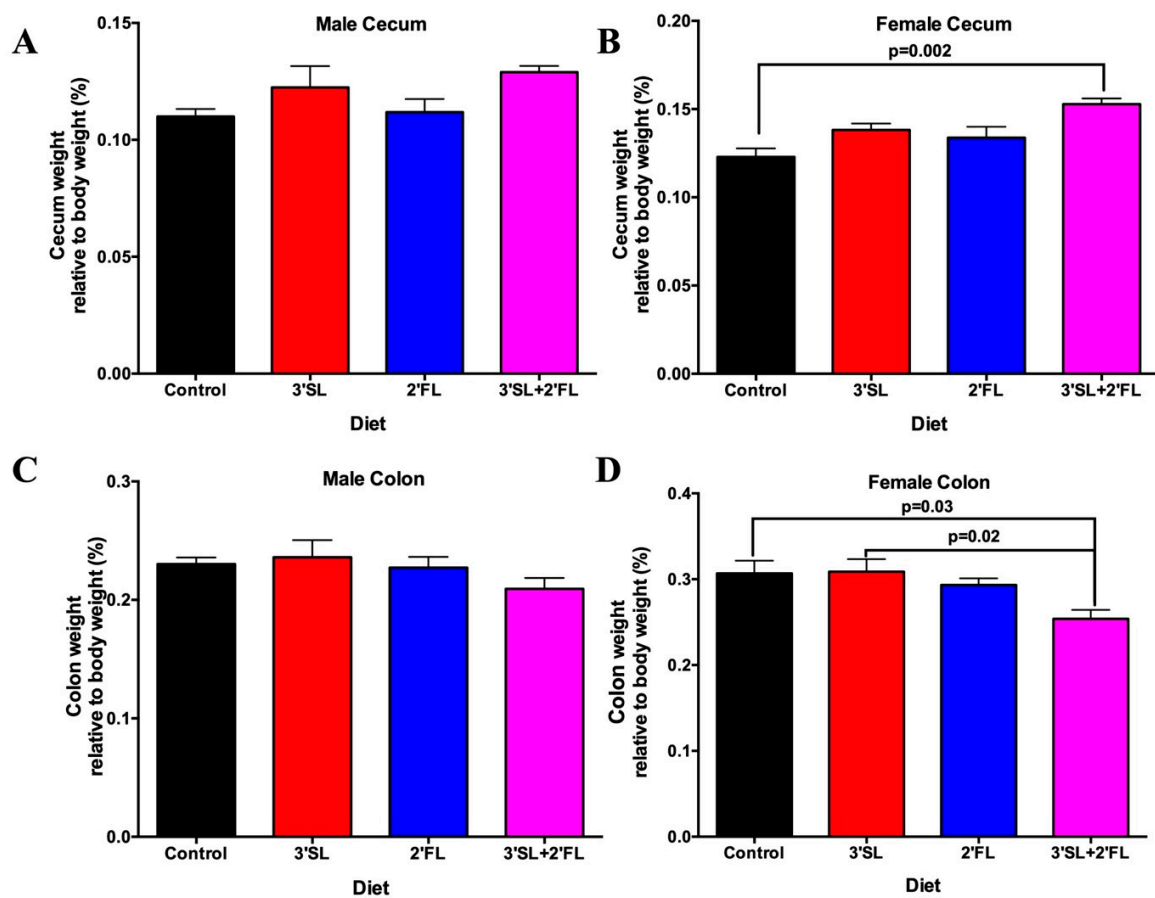 A
Male Cecum
Cecum weight
relative to body weight (%)
0.15
0.10
0.05
0.00
Control 3'SL 2'FL 3'SL+2'FL
Diet
B
Female Cecum
p=0.002
Cecum weight
relative to body weight (%)
0.20
0.15
0.10
0.05
0.00
Control 3'SL 2'FL 3'SL+2'FL
Diet
C
Male Colon
Colon weight
relative to body weight (%)
0.3
0.2
0.1
0.0
Control 3'SL 2'FL 3'SL+2'FL
Diet
D
Female Colon
p=0.03
p=0.02
Colon weight
relative to body weight (%)
0.4
0.3
0.2
0.1
0.0
Control 3'SL 2'FL 3'SL+2'FL
Diet